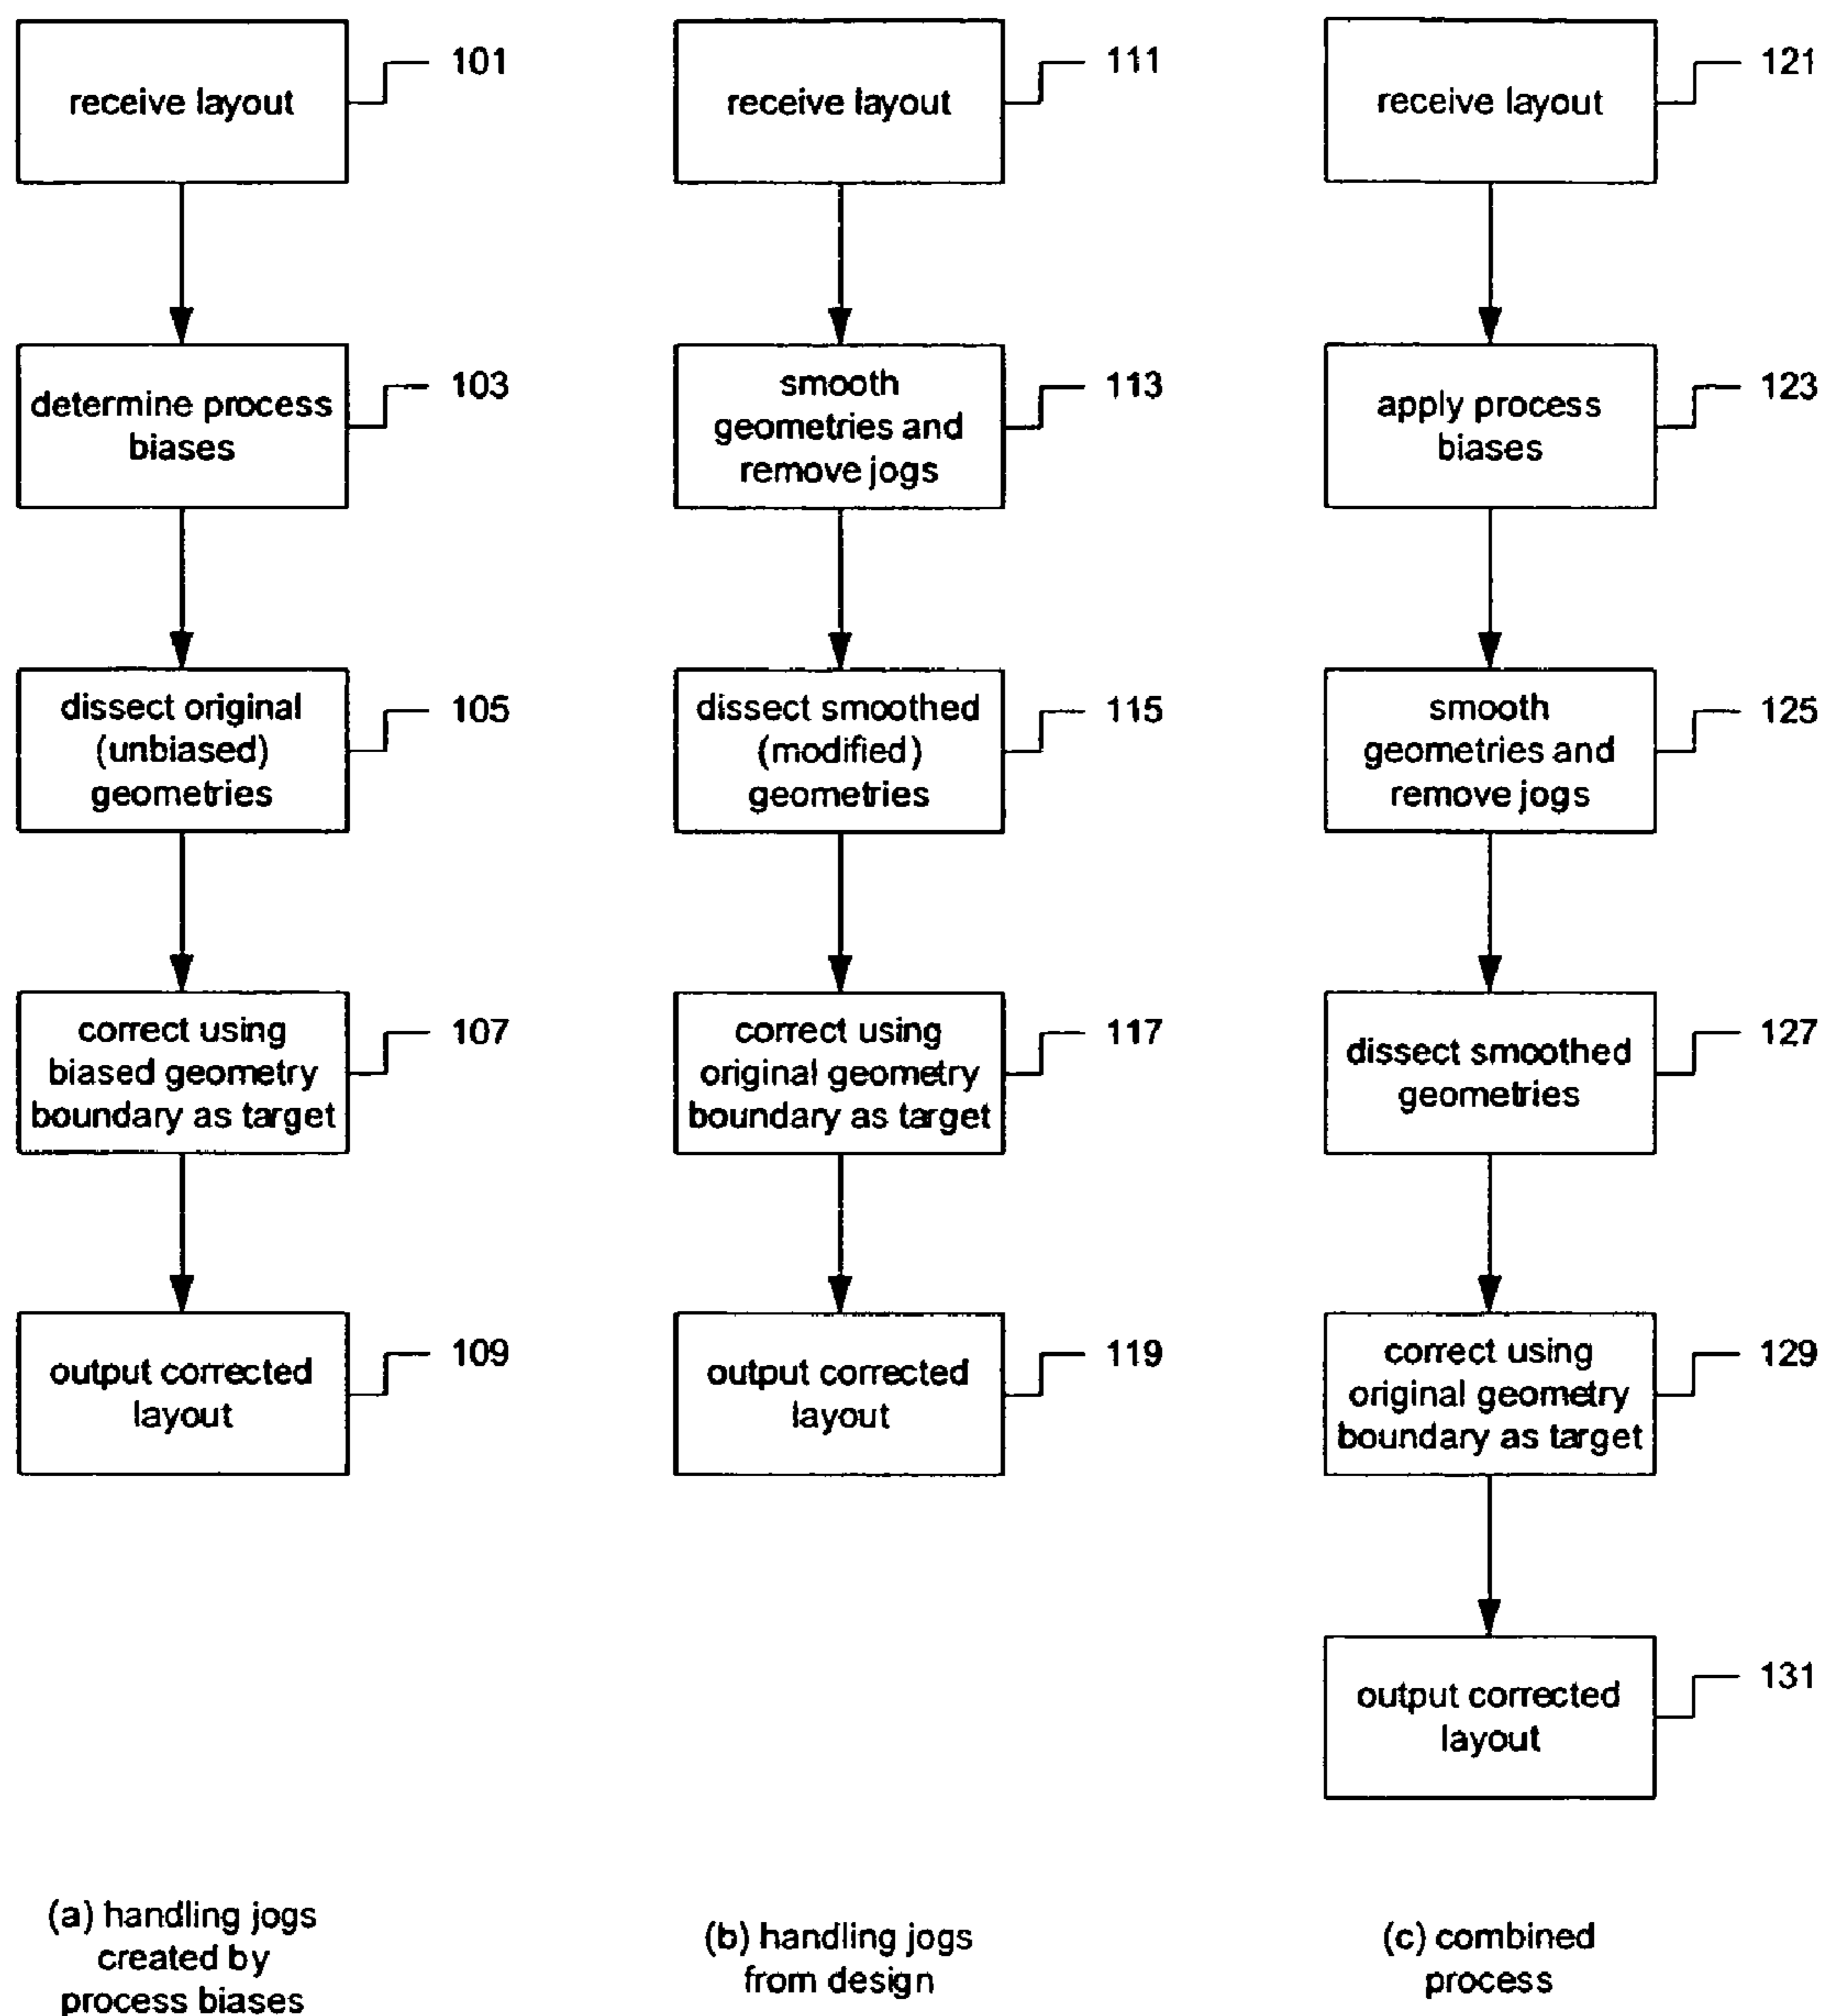 receive layout
101
determine process
biases
103
dissect original
(unbiased)
geometries
105
correct using
biased geometry
boundary as target
107
output corrected
layout
109
(a) handling jogs
created by
process biases
receive layout
111
smooth
geometries and
remove jogs
113
dissect smoothed
(modified)
geometries
115
correct using
original geometry
boundary as target
117
output corrected
layout
119
(b) handling jogs
from design
receive layout
121
apply process
biases
123
smooth
geometries and
remove jogs
125
dissect smoothed
geometries
127
correct using
original geometry
boundary as target
129
output corrected
layout
131
(c) combined
process